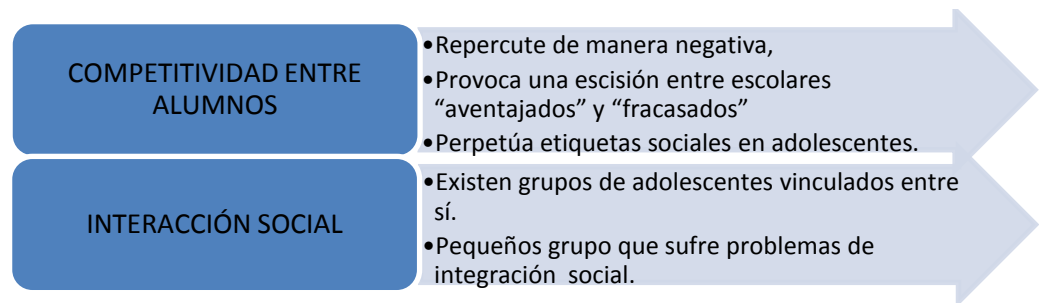 COMPETITIVIDAD ENTRE
ALUMNOS
•Repercute de manera negativa,
•Provoca una escisión entre escolares
“aventajados” y “fracasados”
•Perpetúa etiquetas sociales en adolescentes.
INTERACCIÓN SOCIAL
•Existen grupos de adolescentes vinculados entre
sí.
•Pequeños grupo que sufre problemas de
integración social.